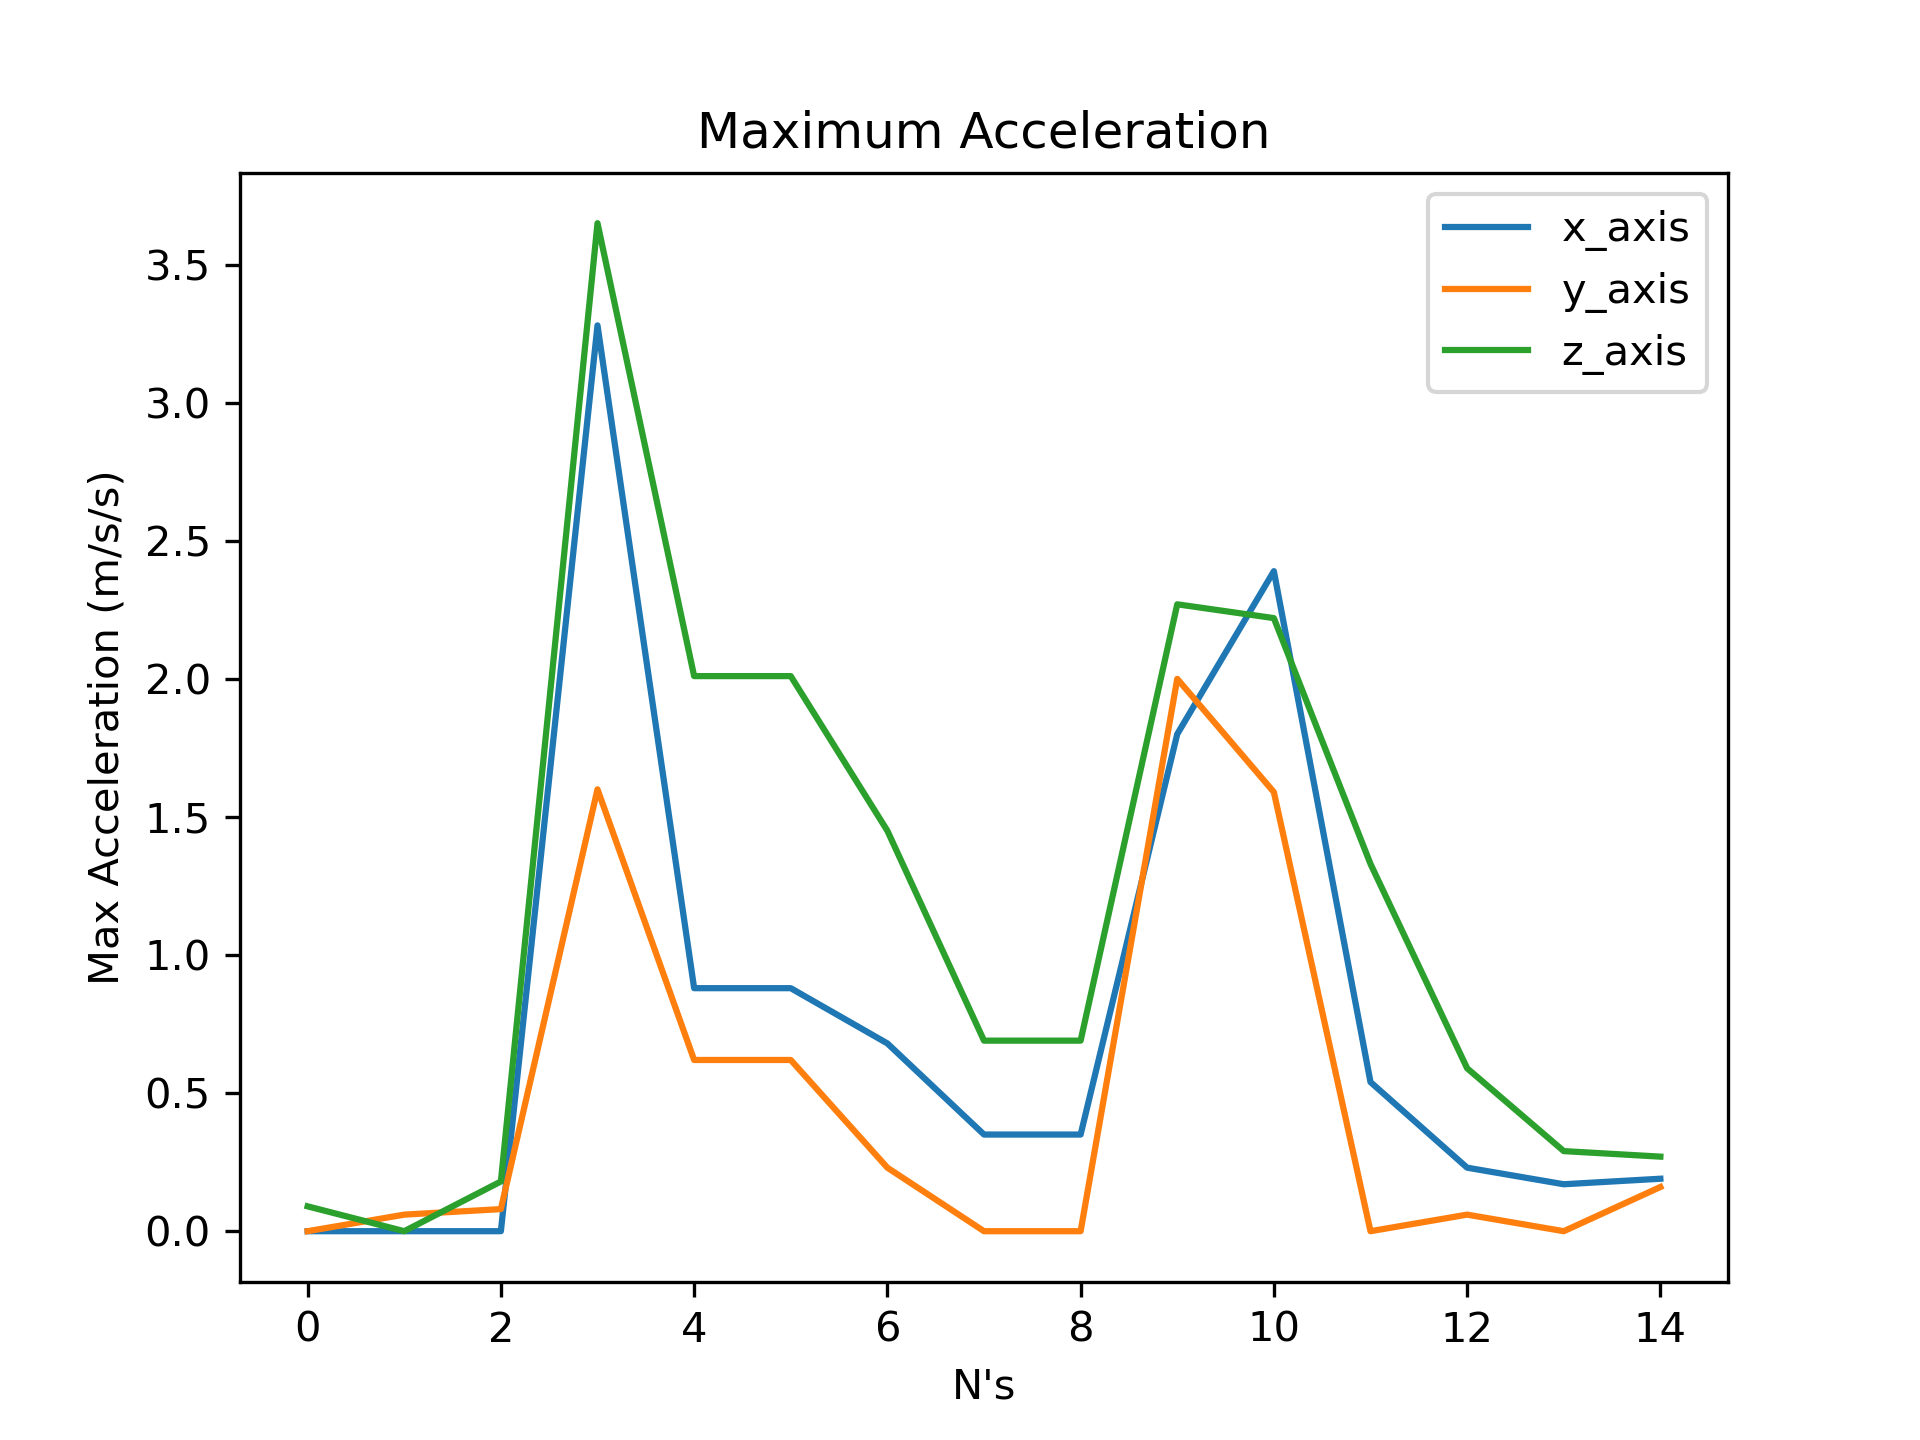 Maximum Acceleration
x_axis
y_axis
z_axis
Max Acceleration (m/s/s)
3.5
3.0
2.5
2.0
1.5
1.0
0.5
0.0
0 2 4 6 8 10 12 14
N's